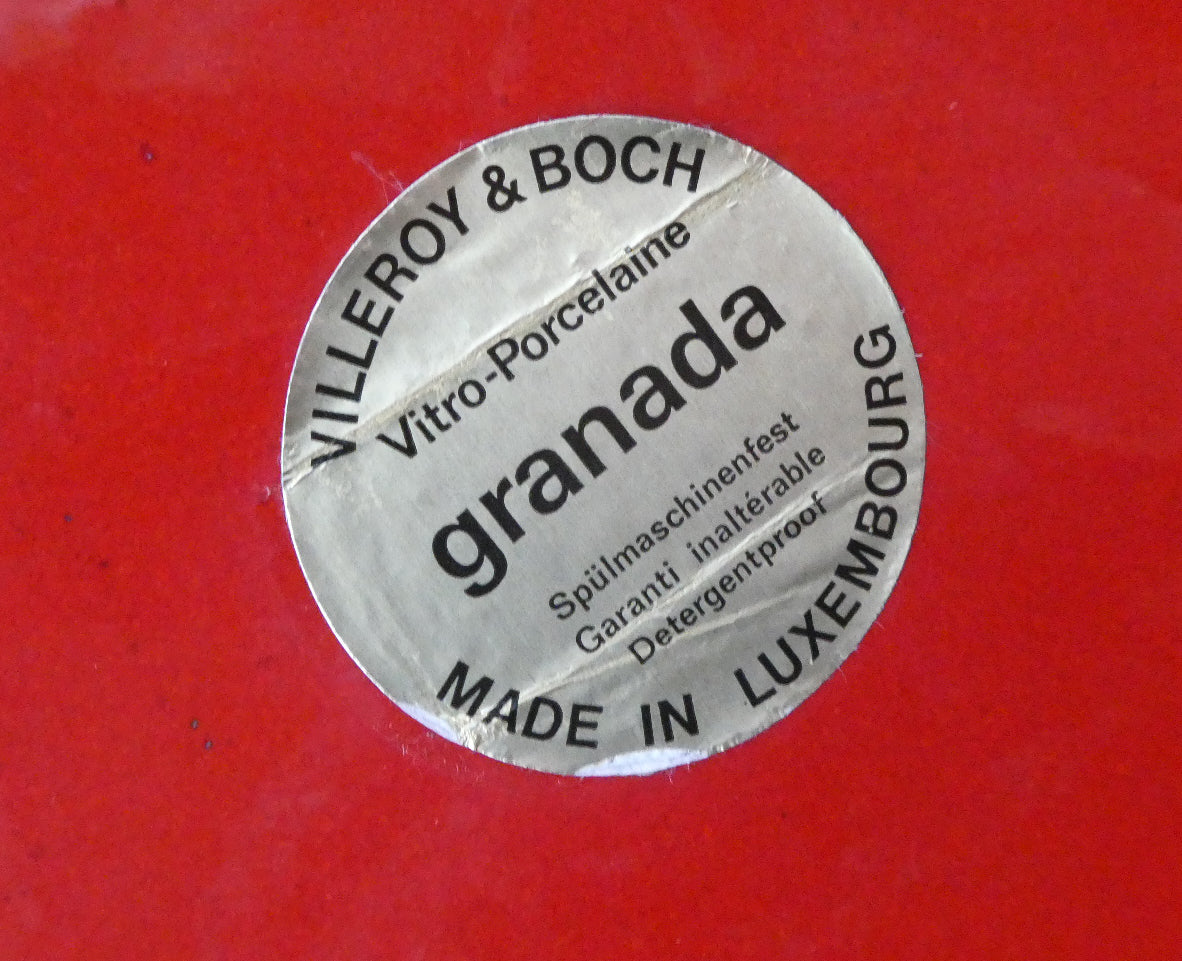 VILLEROY & BOCH
Vitro-Porcelaine
granada
Spülmaschinenfest
Garanti inaltérable
Detergentproof
MADE IN LUXEMBOURG